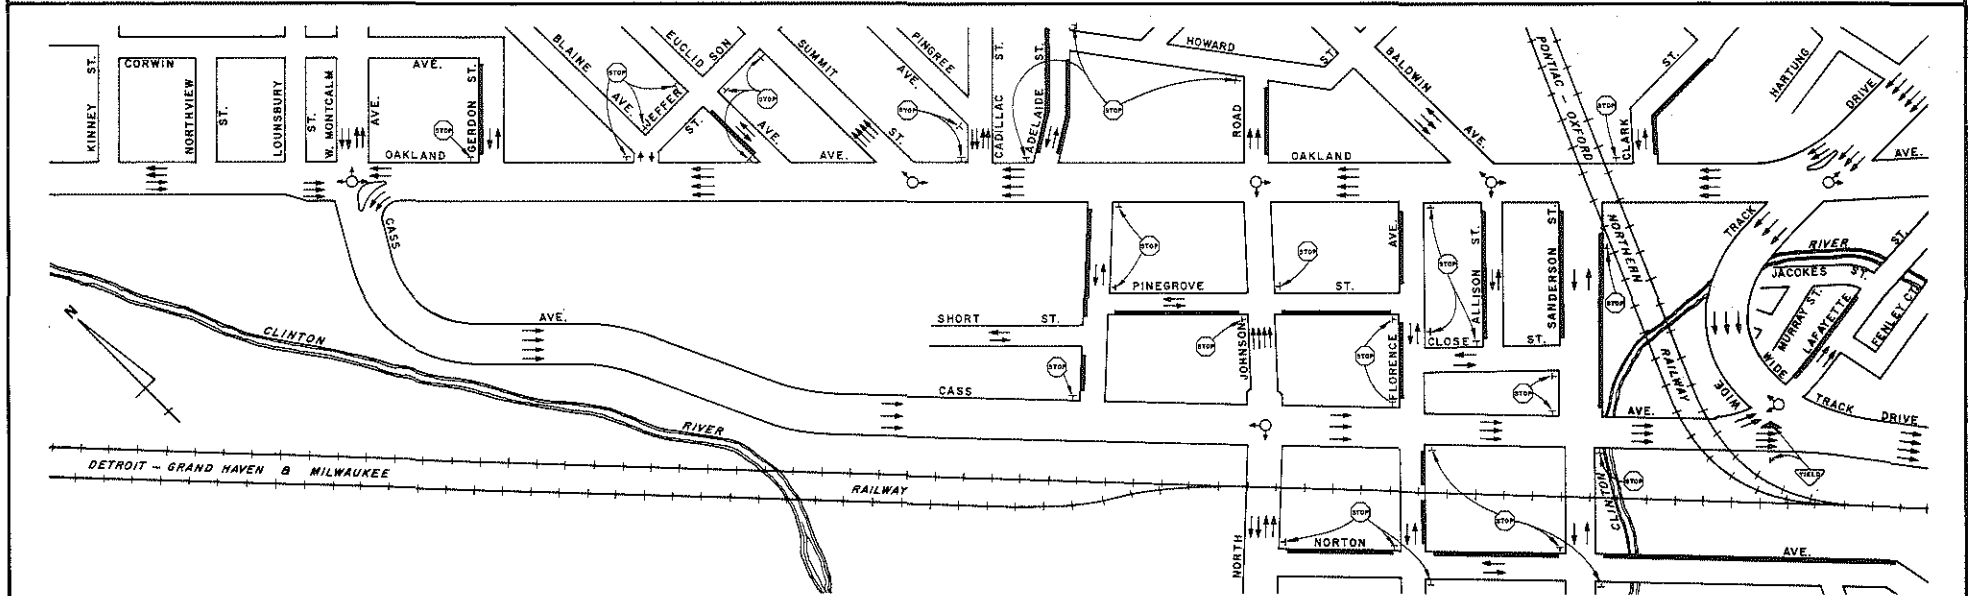 KINNEY ST.
CORWIN AVE.
NORTHVIEW ST.
LOUNSBURY ST.
W. MONTCALM AVE.
GERDON ST.
STOP
OAKLAND AVE.
BLAINE AVE.
STOP
EUCLID AVE.
JEFFERSON ST.
STOP
SUMMIT ST.
PINGREE AVE.
STOP
CADILLAC ST.
ADELAIDE ST.
STOP
HOWARD ST.
ROAD
OAKLAND
BALDWIN AVE.
PONTIAC - OXFORD
STOP
CLARK ST.
HARTUNG
DRIVE
AVE.
N
CASS AVE.
CLINTON
RIVER
DETROIT - GRAND HAVEN & MILWAUKEE
RAILWAY
SHORT ST.
CASS
STOP
STOP
PINEGROVE ST.
STOP
STOP
JOHNSON
STOP
FLORENCE AVE.
STOP
ALLISON ST.
CLOSE ST.
SANDERSON ST.
STOP
STOP
NORTHERN
RAILWAY
AVE.
WIDE
TRACK
RIVER
JACOKES ST.
MURRAY ST.
LAFAYETTE ST.
FENLEY CT.
WIDE
TRACK DRIVE
YIELD
NORTH
STOP
NORTON
STOP
CLINTON
STOP
AVE.